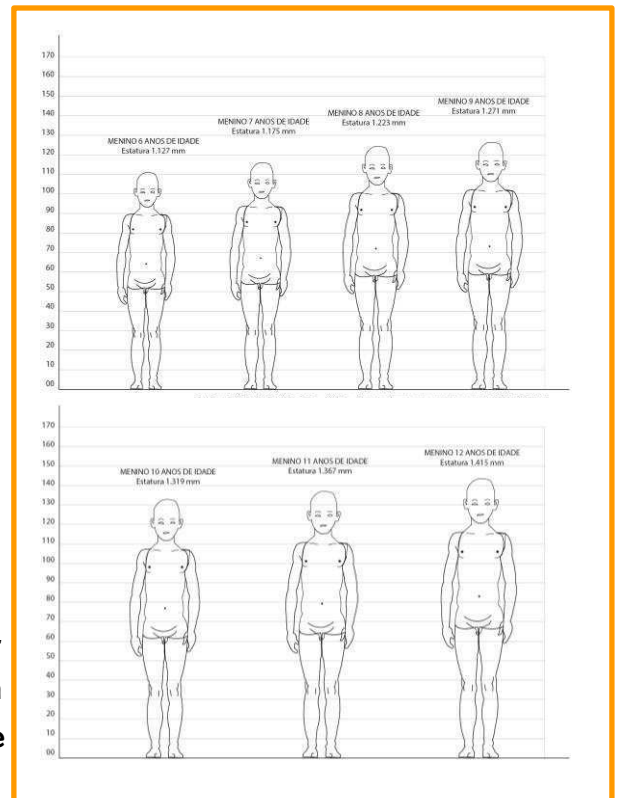 170
160
150
140
130
120
110
100
90
80
70
60
50
40
30
20
10
00
MENINO 6 ANOS DE IDADE
Estatura 1.127 mm
MENINO 7 ANOS DE IDADE
Estatura 1.175 mm
MENINO 8 ANOS DE IDADE
Estatura 1.223 mm
MENINO 9 ANOS DE IDADE
Estatura 1.271 mm
170
160
150
140
130
120
110
100
90
80
70
60
50
40
30
20
10
00
MENINO 10 ANOS DE IDADE
Estatura 1.319 mm
MENINO 11 ANOS DE IDADE
Estatura 1.367 mm
MENINO 12 ANOS DE IDADE
Estatura 1.415 mm